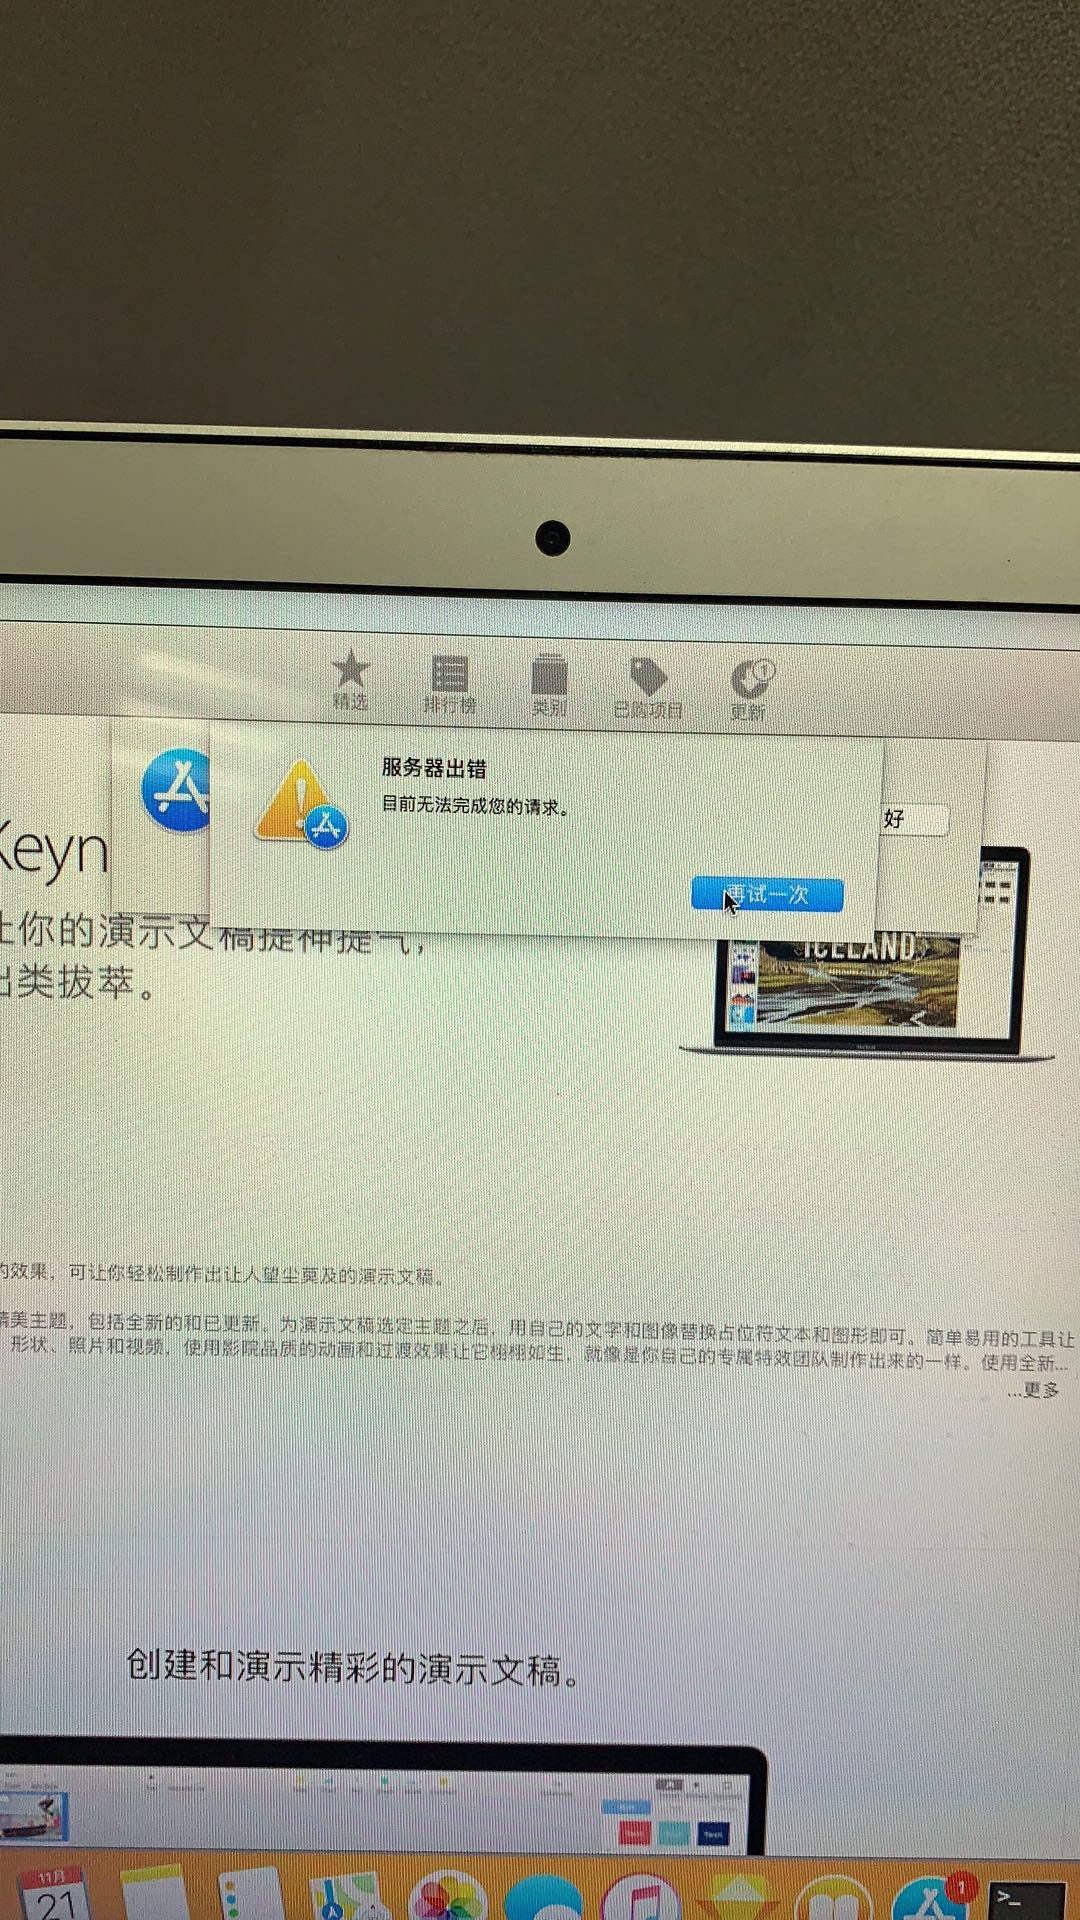 精选
排行榜
类别
已购项目
更新
1
服务器出错
目前无法完成您的请求。
好
再试一次
Keyn
让你的演示文稿提神提气，
出类拔萃。
ICELAND
的效果，可让你轻松制作出让人望尘莫及的演示文稿。
精美主题，包括全新的和已更新。为演示文稿选定主题之后，用自己的文字和图像替换占位符文本和图形即可。简单易用的工具让
形状、照片和视频，使用影院品质的动画和过渡效果让它栩栩如生，就像是你自己的专属特效团队制作出来的一样。使用全新...
...更多
创建和演示精彩的演示文稿。
11月
21
1
>_